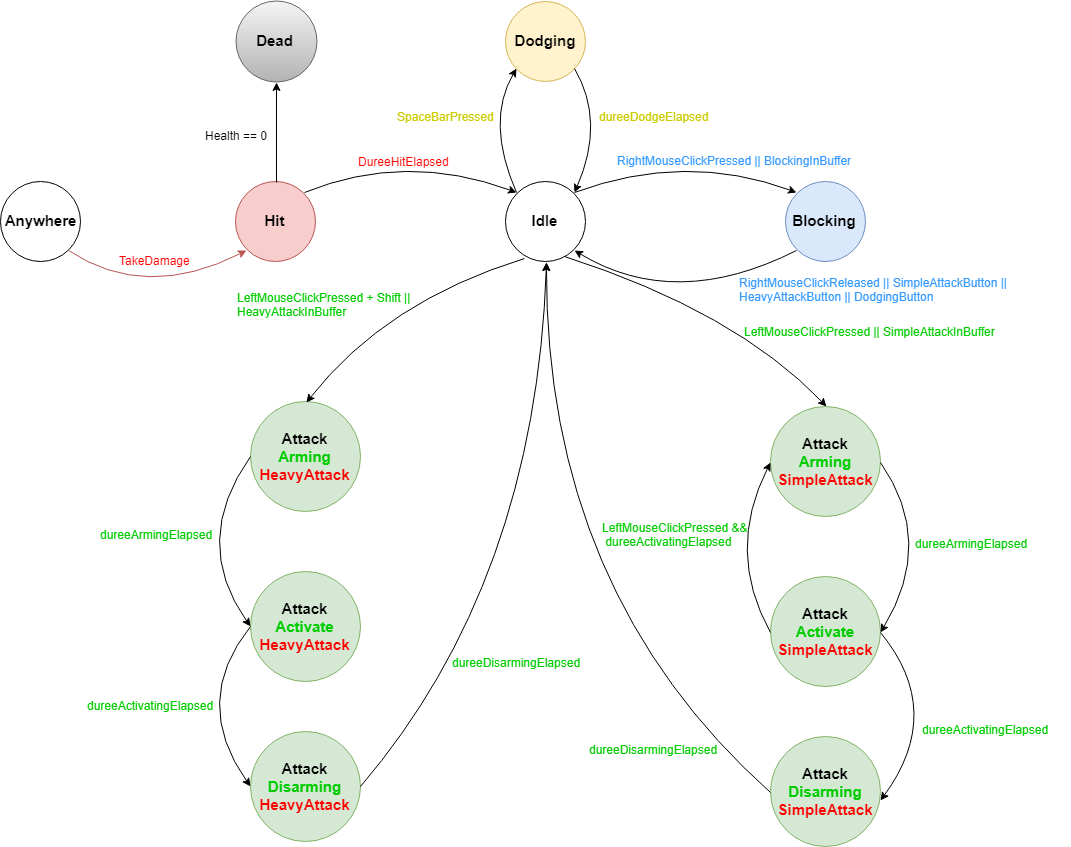 Dead
Dodging
SpaceBarPressed
dureeDodgeElapsed
Health == 0
DureeHitElapsed
RightMouseClickPressed || BlockingInBuffer
Anywhere
Hit
Idle
Blocking
TakeDamage
RightMouseClickReleased || SimpleAttackButton ||
HeavyAttackButton || DodgingButton
LeftMouseClickPressed + Shift ||
HeavyAttackInBuffer
LeftMouseClickPressed || SimpleAttackInBuffer
Attack
Arming
HeavyAttack
Attack
Arming
SimpleAttack
dureeArmingElapsed
LeftMouseClickPressed &&
dureeActivatingElapsed
dureeArmingElapsed
Attack
Activate
HeavyAttack
Attack
Activate
SimpleAttack
dureeDisarmingElapsed
dureeActivatingElapsed
dureeActivatingElapsed
dureeDisarmingElapsed
Attack
Disarming
HeavyAttack
Attack
Disarming
SimpleAttack